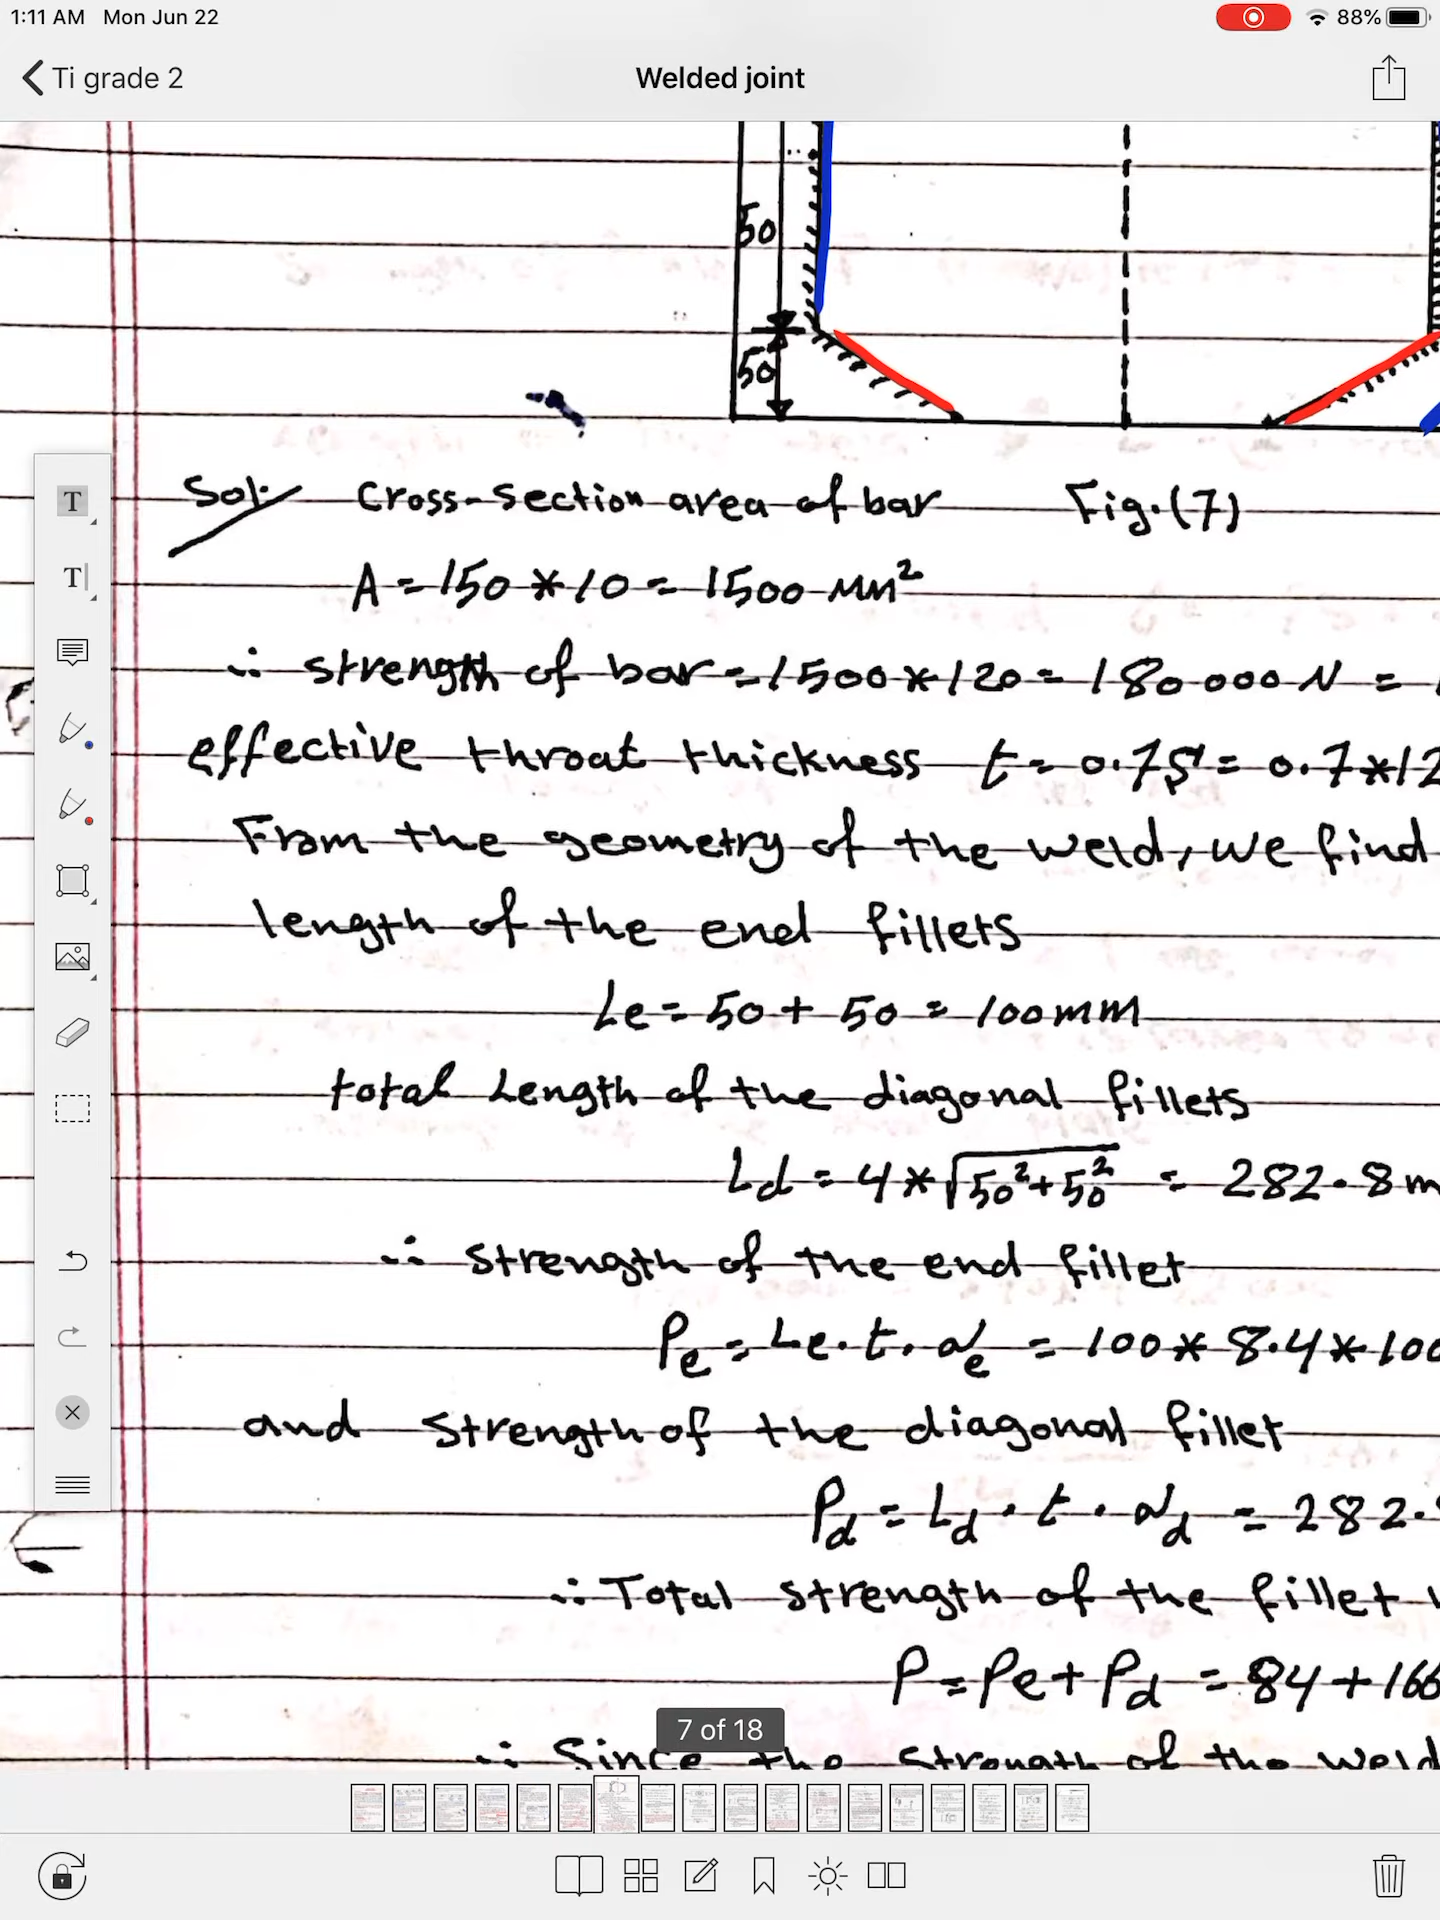 1:11 AM Mon Jun 22
88%
Ti grade 2
Welded joint
50
50
Sol. Cross-section area of bar Fig.(7)
A = 150 * 10 = 1500 mm²
∴ strength of bar = 1500 * 120 = 180 000 N =
effective throat thickness t = 0.7S = 0.7*12
From the geometry of the weld, we find
length of the end fillets
Le = 50 + 50 = 100 mm
total Length of the diagonal fillets
Ld = 4 * √50²+50² = 282.8 m
∴ strength of the end fillet
Pe = Le . t . τe = 100 * 8.4 * 100
and strength of the diagonal fillet
Pd = Ld . t . τd = 282.
∴ Total strength of the fillet
P = Pe + Pd = 84 + 166
7 of 18
∴ Since the strength of the weld